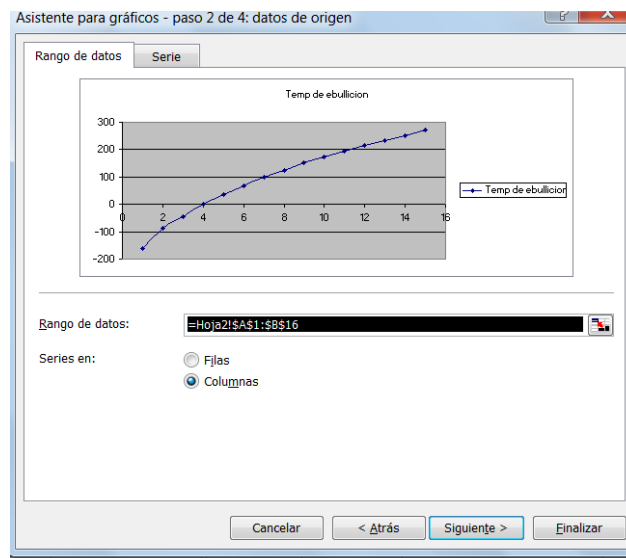 Asistente para gráficos - paso 2 de 4: datos de origen
Rango de datos
Serie
Temp de ebullicion
300
200
100
0
-100
-200
0 2 4 6 8 10 12 14 16
Temp de ebullicion
Rango de datos:
=Hoja2!$A$1:$B$16
Series en:
Filas
Columnas
Cancelar
< Atrás
Siguiente >
Finalizar